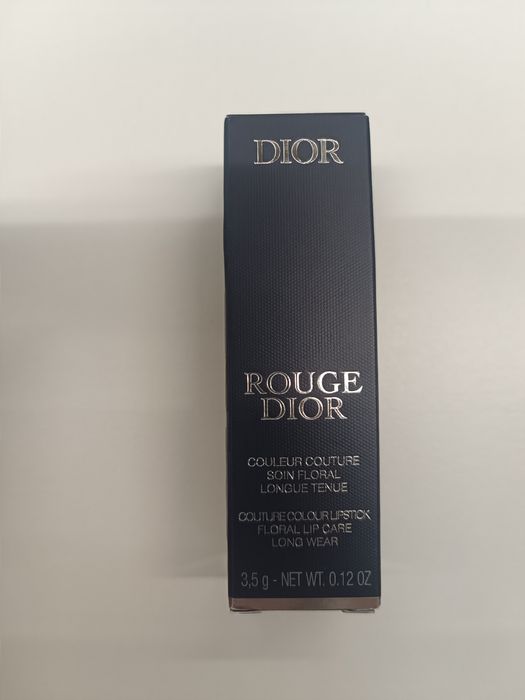 DIOR
ROUGE
DIOR
COULEUR COUTURE
SOIN FLORAL
LONGUE TENUE
COUTURE COLOUR LIPSTICK
FLORAL LIP CARE
LONG WEAR
3,5 g - NET WT. 0.12 OZ